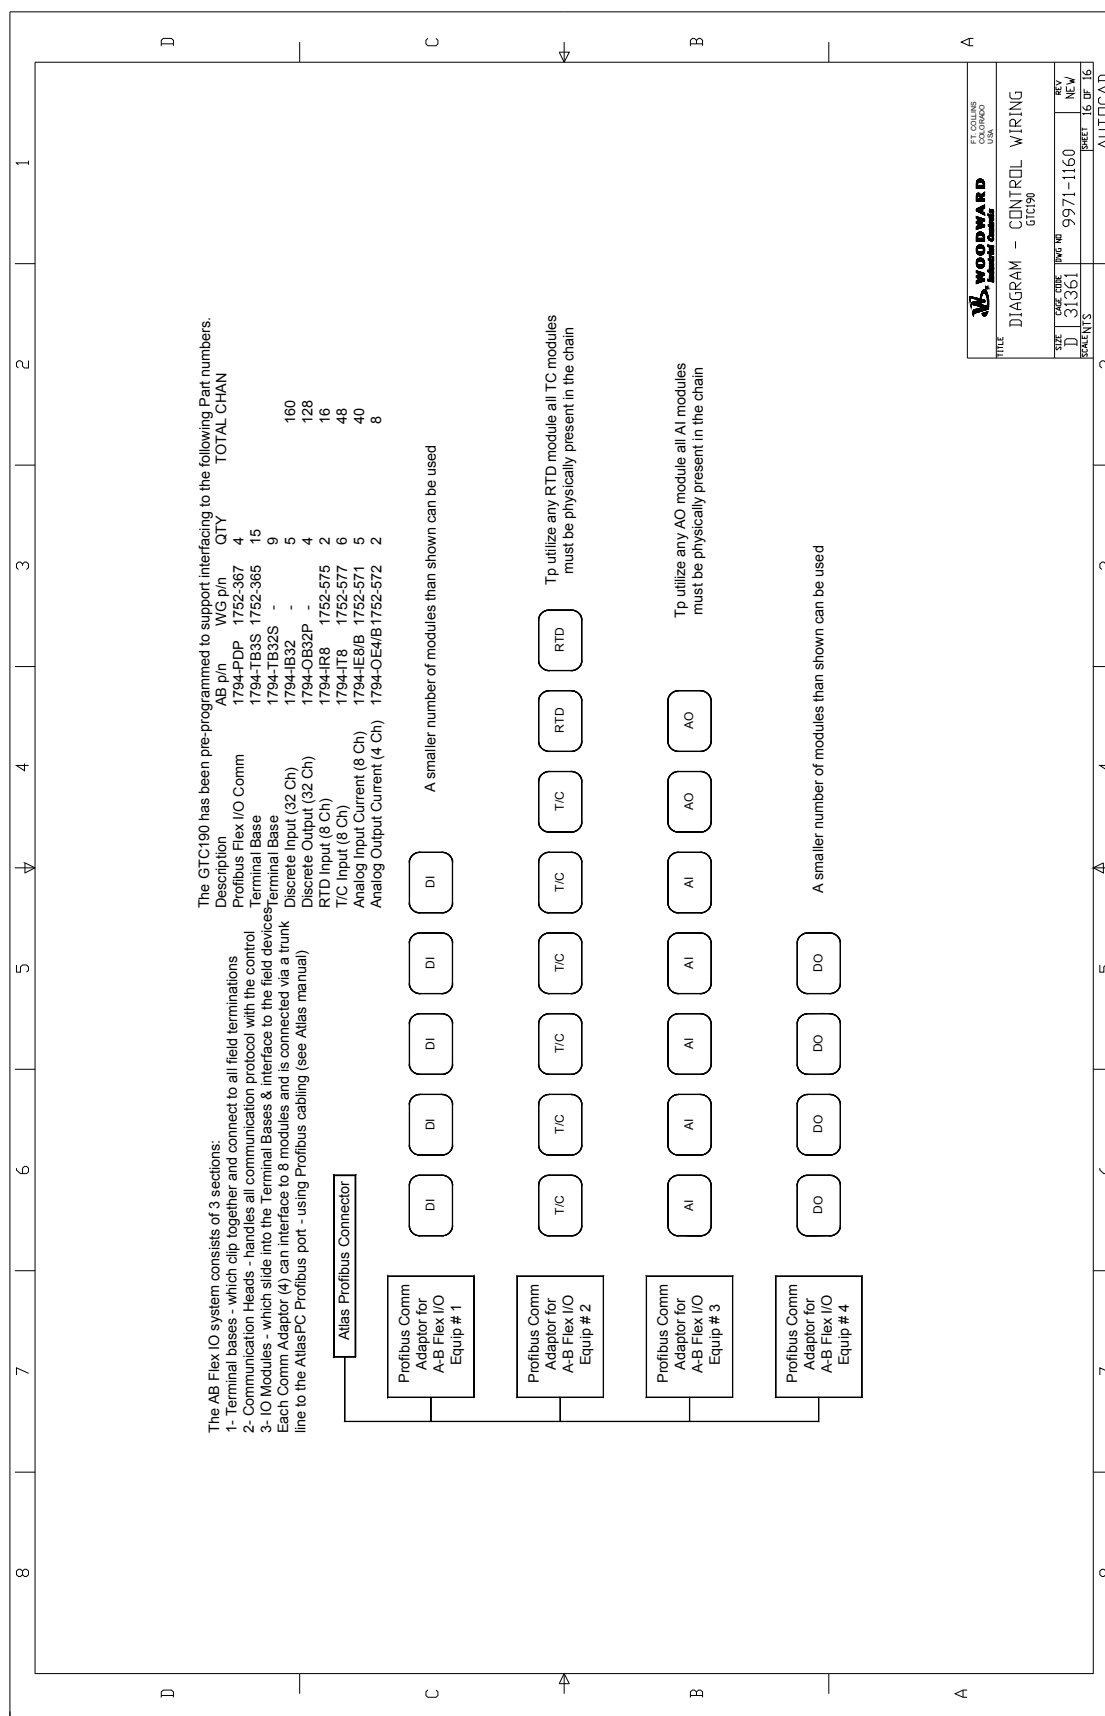 8 7 6 5 4 3 2 1
D
C
B
A
The AB Flex IO system consists of 3 sections:
1- Terminal bases - which clip together and connect to all field terminations
2- Communication Heads - handles all communication protocol with the control
3- IO Modules - which slide into the Terminal Bases & interface to the field devices
Each Comm Adaptor (4) can interface to 8 modules and is connected via a trunk
line to the AtlasPC Profibus port - using Profibus cabling (see Atlas manual)
The GTC190 has been pre-programmed to support interfacing to the following Part numbers.
Description AB p/n WG p/n QTY TOTAL CHAN
Profibus Flex I/O Comm 1794-PDP 1752-367 4
Terminal Base 1794-TB3S 1752-365 15
Terminal Base 1794-TB32S - 9
Discrete Input (32 Ch) 1794-IB32 - 5 160
Discrete Output (32 Ch) 1794-OB32P - 4 128
RTD Input (8 Ch) 1794-IR8 1752-575 2 16
T/C Input (8 Ch) 1794-IT8 1752-577 6 48
Analog Input Current (8 Ch) 1794-IE8/B 1752-571 5 40
Analog Output Current (4 Ch) 1794-OE4/B 1752-572 2 8
Atlas Profibus Connector
Profibus Comm
Adaptor for
A-B Flex I/O
Equip # 1
DI DI DI DI DI
A smaller number of modules than shown can be used
Profibus Comm
Adaptor for
A-B Flex I/O
Equip # 2
T/C T/C T/C T/C T/C T/C RTD RTD
Tp utilize any RTD module all TC modules
must be physically present in the chain
Profibus Comm
Adaptor for
A-B Flex I/O
Equip # 3
AI AI AI AI AI AO AO
Tp utilize any AO module all AI modules
must be physically present in the chain
Profibus Comm
Adaptor for
A-B Flex I/O
Equip # 4
DO DO DO DO
A smaller number of modules than shown can be used
D
C
B
A
WOODWARD
Industrial Controls
FT. COLLINS
COLORADO
USA
TITLE
DIAGRAM - CONTROL WIRING
GTC190
SIZE D
CAGE CODE 31361
DWG NO 9971-1160
REV NEW
SCALE NTS
SHEET 16 OF 16
AUTOCAD